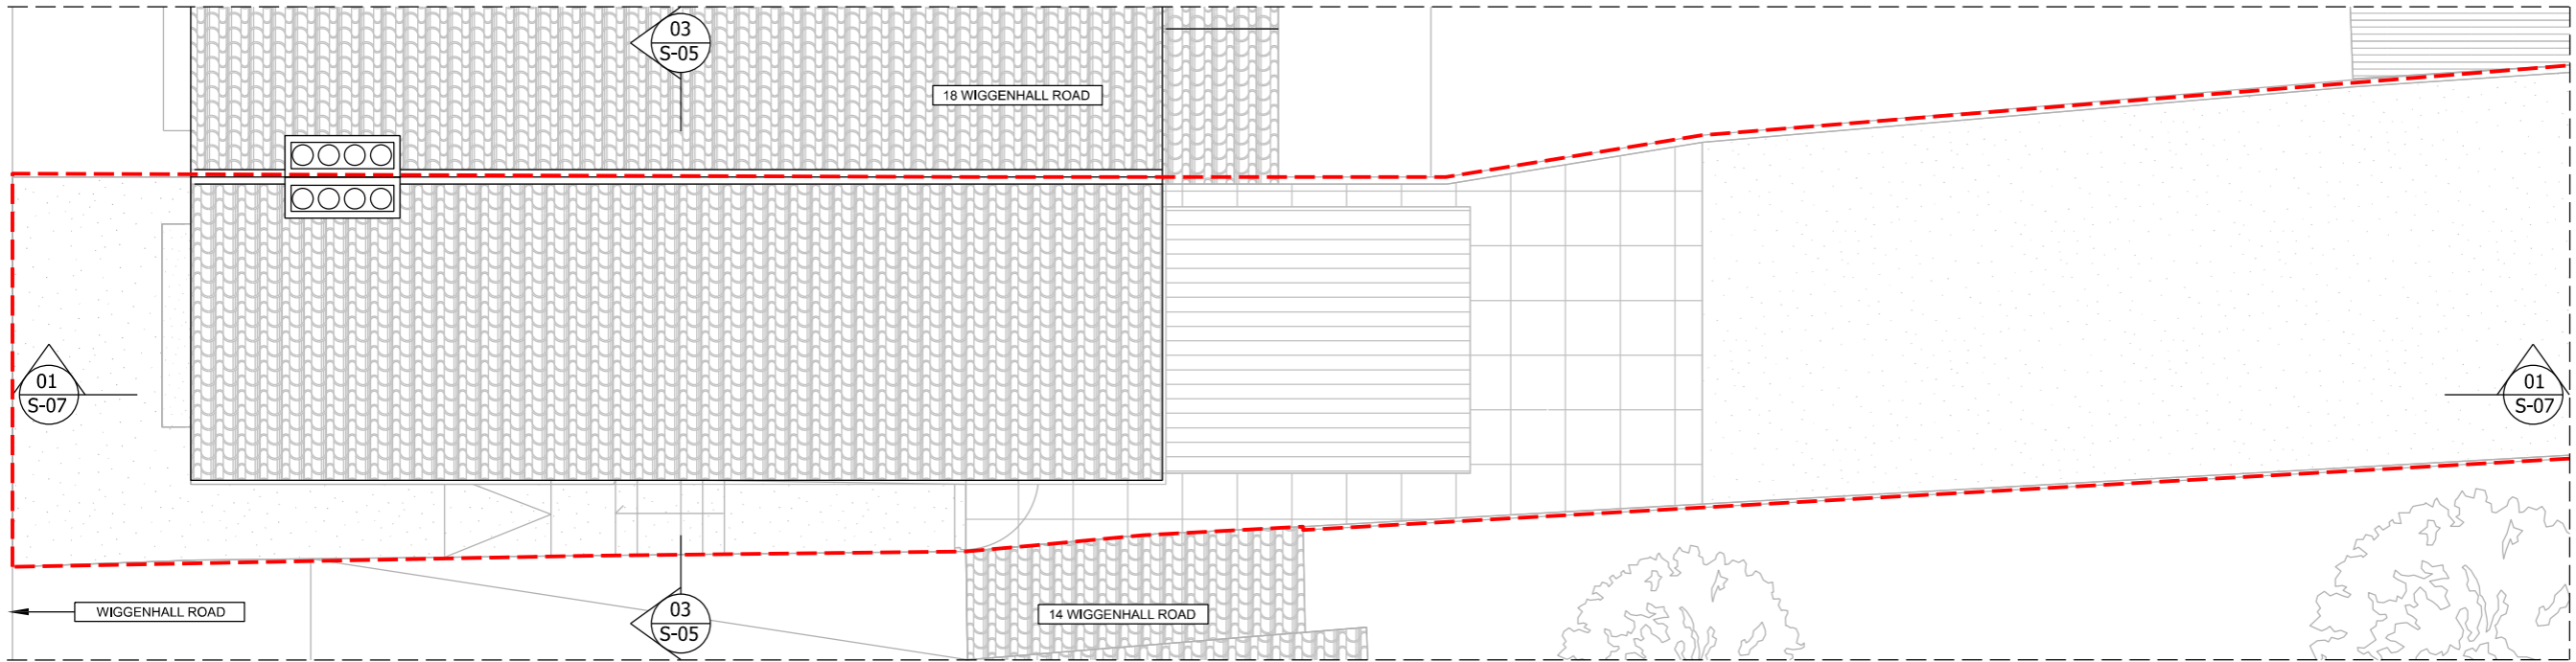 03
S-05
18 WIGGENHALL ROAD
01
S-07
01
S-07
WIGGENHALL ROAD
03
S-05
14 WIGGENHALL ROAD